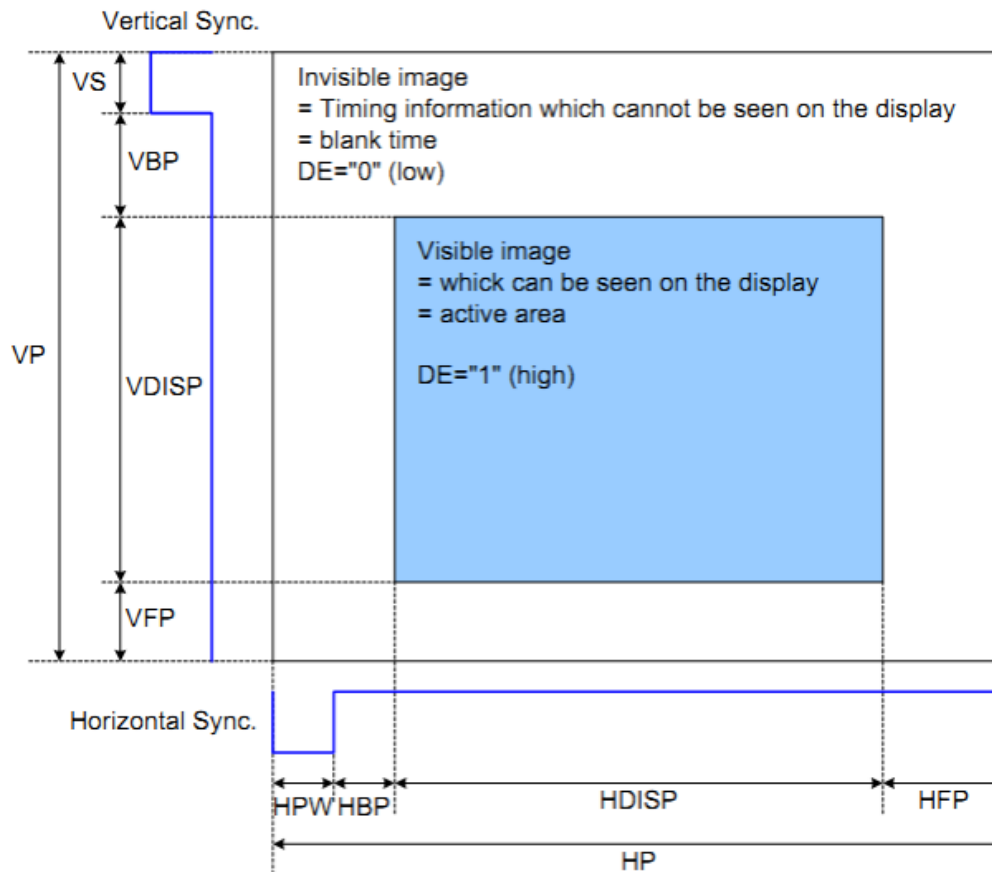 Vertical Sync.
VS
Invisible image
= Timing information which cannot be seen on the display
= blank time
DE="0" (low)
VBP
Visible image
= whick can be seen on the display
= active area
DE="1" (high)
VP
VDISP
VFP
Horizontal Sync.
HPW
HBP
HDISP
HFP
HP